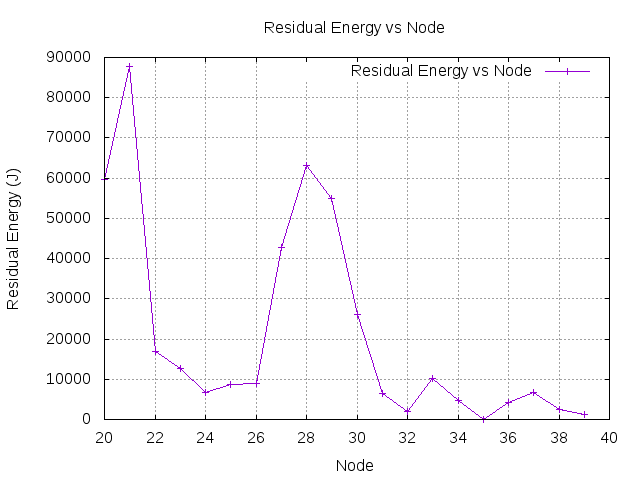 Residual Energy vs Node
Residual Energy vs Node
90000
80000
70000
60000
50000
40000
30000
20000
10000
0
Residual Energy (J)
20 22 24 26 28 30 32 34 36 38 40
Node